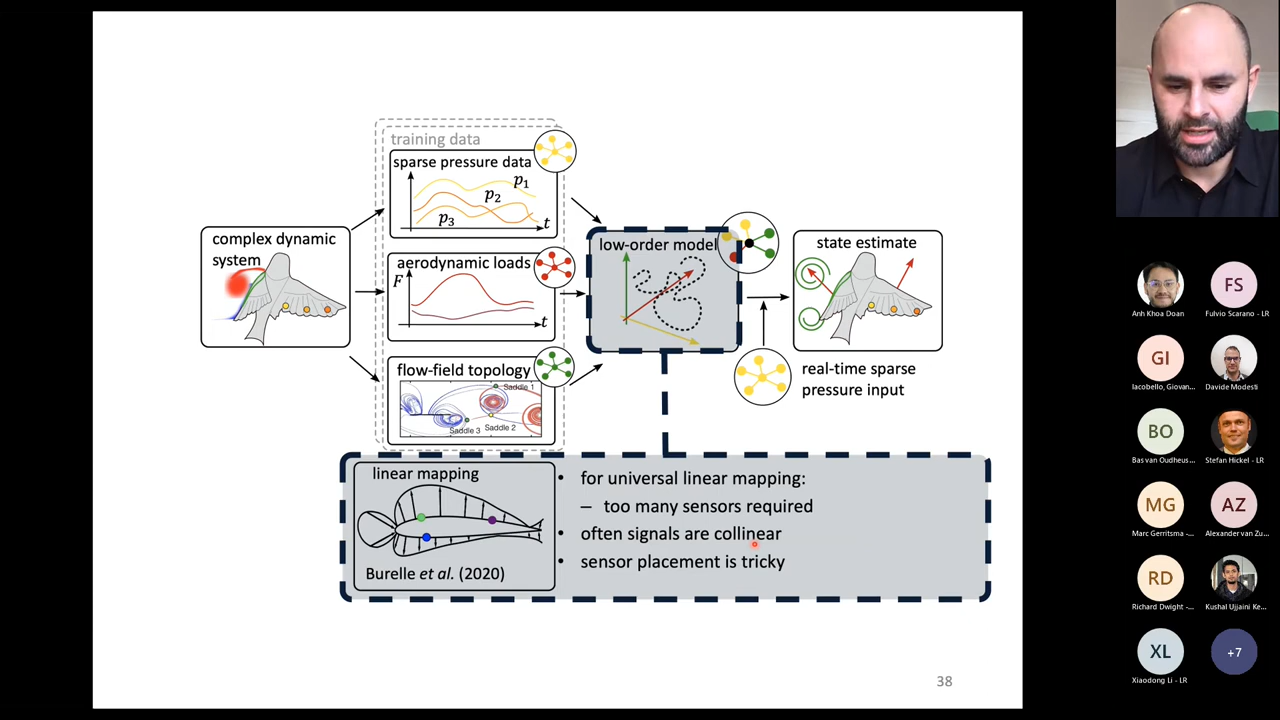 training data
sparse pressure data
p1
p2
p3
t
complex dynamic
system
aerodynamic loads
F
t
flow-field topology
Saddle 1
Saddle 2
Saddle 3
low-order model
state estimate
real-time sparse
pressure input
linear mapping
Burelle et al. (2020)
• for universal linear mapping:
– too many sensors required
• often signals are collinear
• sensor placement is tricky
38
Anh Khoa Doan
FS
Fulvio Scarano - LR
GI
Iacobello, Giovan...
Davide Modesti
BO
Bas van Oudheus...
Stefan Hickel - LR
MG
Marc Gerritsma -...
AZ
Alexander van Zu...
RD
Richard Dwight -...
Kushal Ujjaini Ke...
XL
Xiaodong Li - LR
+7